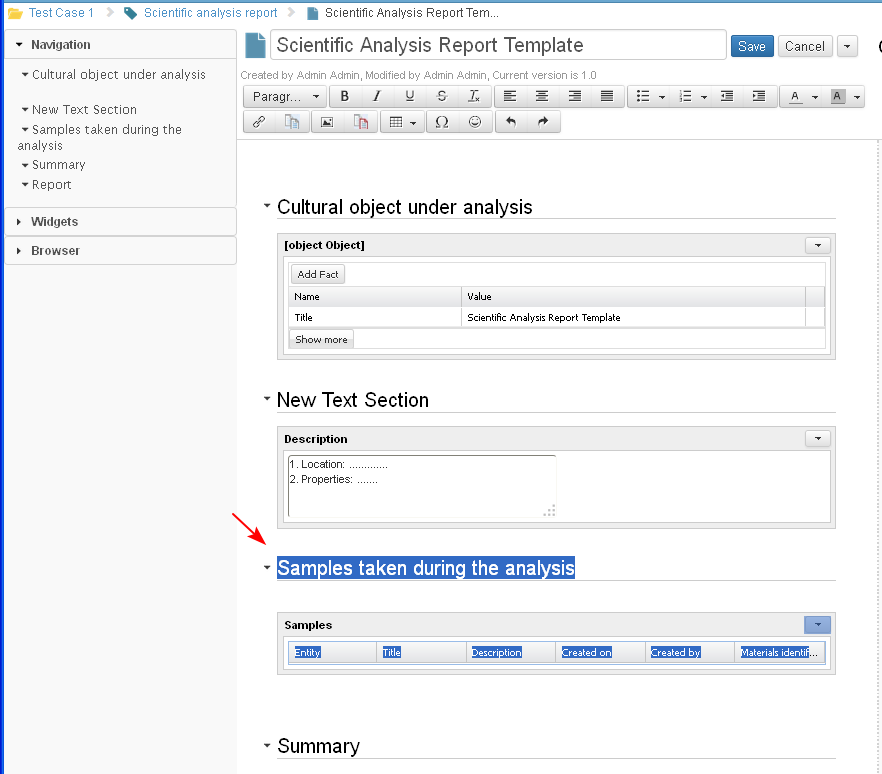 Test Case 1 Scientific analysis report Scientific Analysis Report Tem...
Navigation
Cultural object under analysis
New Text Section
Samples taken during the
analysis
Summary
Report
Widgets
Browser
Scientific Analysis Report Template
Save Cancel
Created by Admin Admin, Modified by Admin Admin, Current version is 1.0
Paragr... B I U S Tx A A
Ω
Cultural object under analysis
[object Object]
Add Fact
Name Value
Title Scientific Analysis Report Template
Show more
New Text Section
Description
1. Location: .............
2. Properties: .......
Samples taken during the analysis
Samples
Entity Title Description Created on Created by Materials identif...
Summary